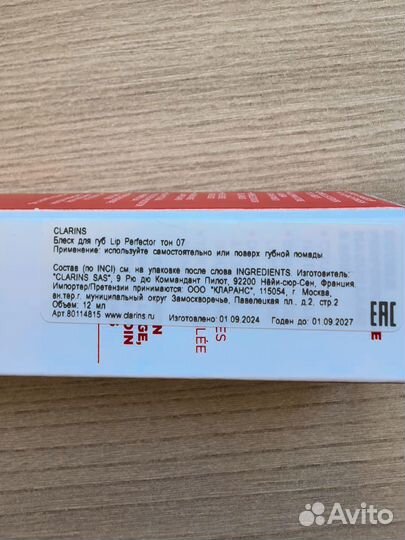 CLARINS
Блеск для губ Lip Perfector тон 07
Применение: используйте самостоятельно или поверх губной помады
Состав (по INCI) см. на упаковке после слова INGREDIENTS. Изготовитель:
"CLARINS SAS", 9 Рю дю Коммандант Пилот, 92200 Нёйи-сюр-Сен, Франция
Импортер/Претензии принимаются: ООО "КЛАРАНС", 115054, г. Москва,
вн.тер.г. муниципальный округ Замоскворечье, Павелецкая пл., д.2, стр.2
Объем: 12 мл
Арт.80114815 www.clarins.ru Изготовлено: 01.09.2024 Годен до: 01.09.2027
EAC
LÉE
ES
Avito